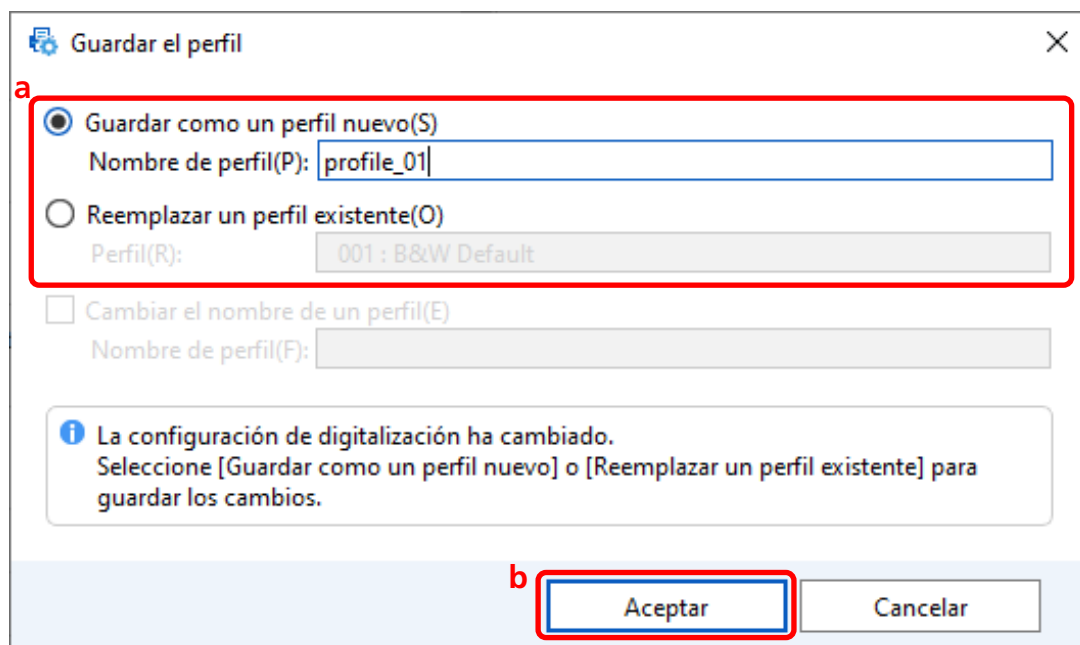 Guardar el perfil
a
Guardar como un perfil nuevo(S)
Nombre de perfil(P): profile_01
Reemplazar un perfil existente(O)
Perfil(R): 001 : B&W Default
Cambiar el nombre de un perfil(E)
Nombre de perfil(F):
La configuración de digitalización ha cambiado.
Seleccione [Guardar como un perfil nuevo] o [Reemplazar un perfil existente] para
guardar los cambios.
b
Aceptar Cancelar